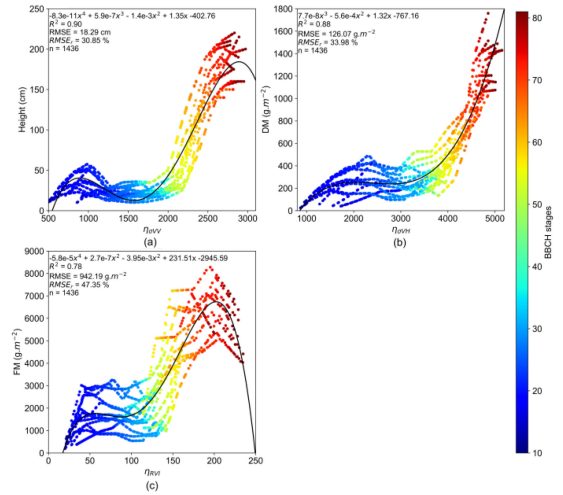 -8.3e-11x⁴ + 5.9e-7x³ - 1.4e-3x² + 1.35x -402.76
R² = 0.90
RMSE = 18.29 cm
RMSEᵣ = 30.85 %
n = 1436
Height (cm)
250
200
150
100
50
0
500 1000 1500 2000 2500 3000
ησVV
(a)
7.7e-8x³ - 5.6e-4x² + 1.32x -767.16
R² = 0.88
RMSE = 126.07 g.m⁻²
RMSEᵣ = 33.98 %
n = 1436
DM (g.m⁻²)
1800
1600
1400
1200
1000
800
600
400
200
0
1000 2000 3000 4000 5000
ησVH
(b)
-5.8e-5x⁴ + 2.7e-7x² - 3.95e-3x² + 231.51x -2945.59
R² = 0.78
RMSE = 942.19 g.m⁻²
RMSEᵣ = 47.35 %
n = 1436
FM (g.m⁻²)
9000
8000
7000
6000
5000
4000
3000
2000
1000
0
0 50 100 150 200 250
ηRVI
(c)
80
70
60
50
40
30
20
10
BBCH stages